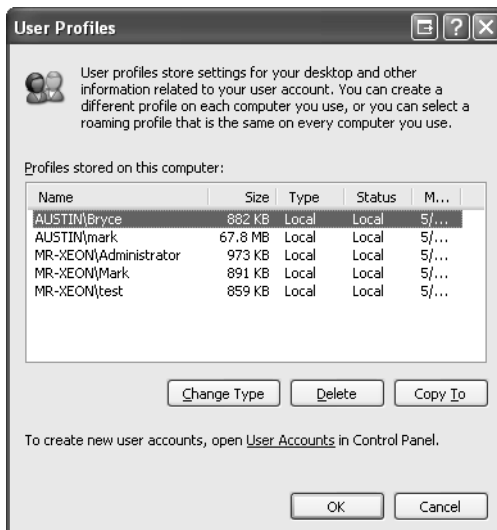 User Profiles
User profiles store settings for your desktop and other
information related to your user account. You can create a
different profile on each computer you use, or you can select a
roaming profile that is the same on every computer you use.
Profiles stored on this computer:
Name Size Type Status M...
AUSTIN\Bryce 882 KB Local Local 5/...
AUSTIN\mark 67.8 MB Local Local 5/...
MR-XEON\Administrator 973 KB Local Local 5/...
MR-XEON\Mark 891 KB Local Local 5/...
MR-XEON\test 859 KB Local Local 5/...
Change Type Delete Copy To
To create new user accounts, open User Accounts in Control Panel.
OK Cancel